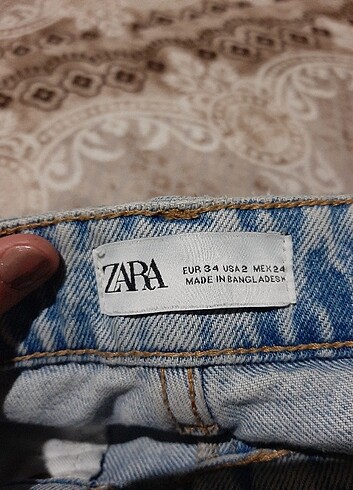 ZARA
EUR 34 USA 2 MEX 24
MADE IN BANGLADESH